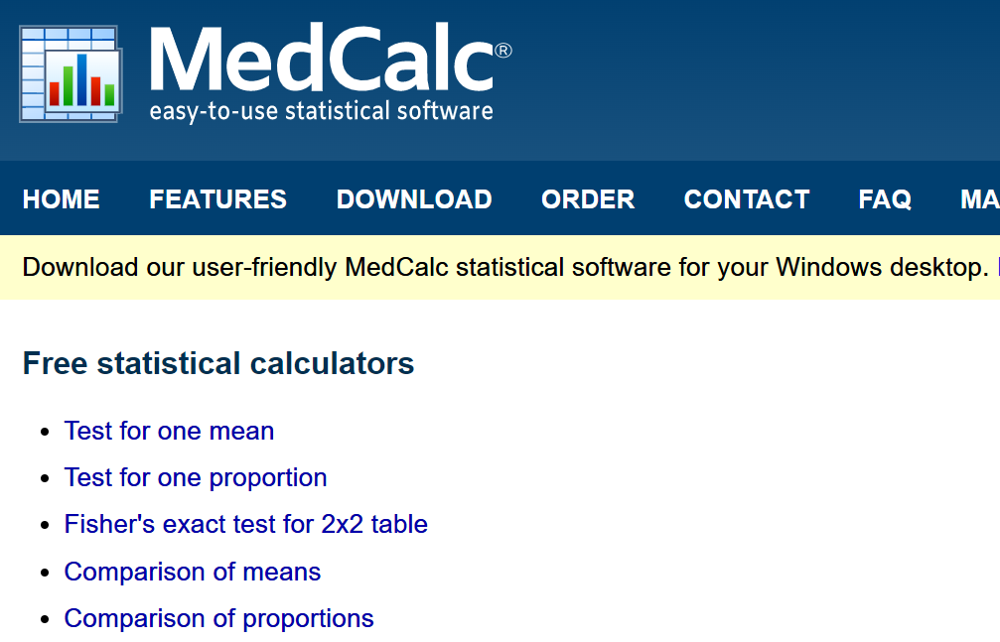 MedCalc®
easy-to-use statistical software
HOME FEATURES DOWNLOAD ORDER CONTACT FAQ MA
Download our user-friendly MedCalc statistical software for your Windows desktop.
Free statistical calculators
• Test for one mean
• Test for one proportion
• Fisher's exact test for 2x2 table
• Comparison of means
• Comparison of proportions